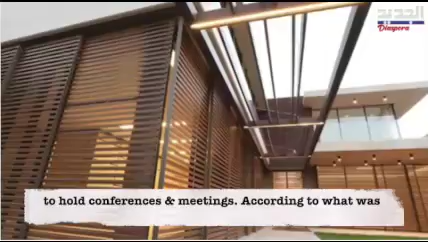 الجديد
Diaspora
to hold conferences & meetings. According to what was